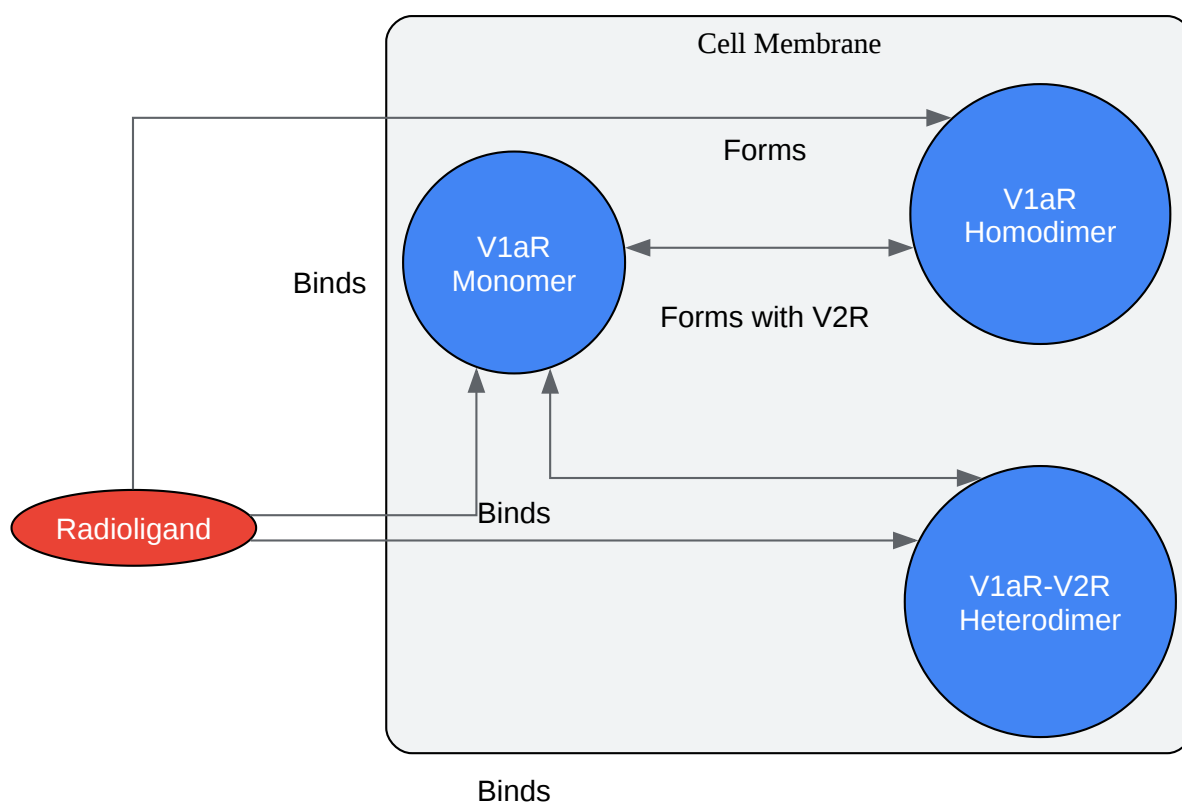 Cell Membrane
Forms
V1aR
Homodimer
V1aR
Monomer
Binds
Forms with V2R
Binds
Radioligand
V1aR-V2R
Heterodimer
Binds